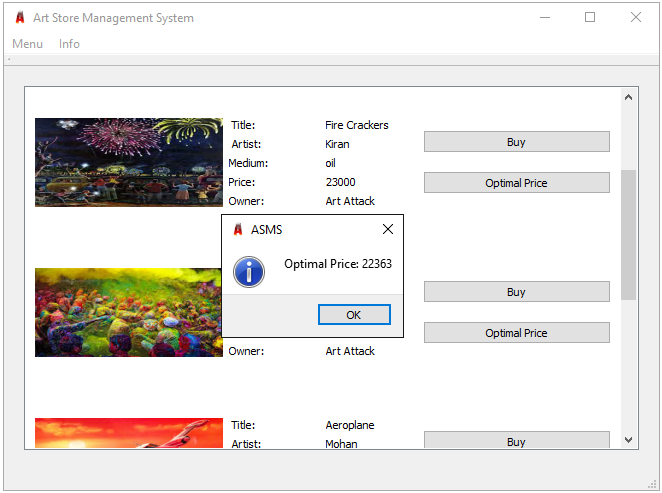 Art Store Management System
Menu Info
Title: Fire Crackers
Artist: Kiran
Medium: oil
Price: 23000
Owner: Art Attack
Buy
Optimal Price
ASMS
Optimal Price: 22363
OK
Owner: Art Attack
Buy
Optimal Price
Title: Aeroplane
Artist: Mohan
Buy